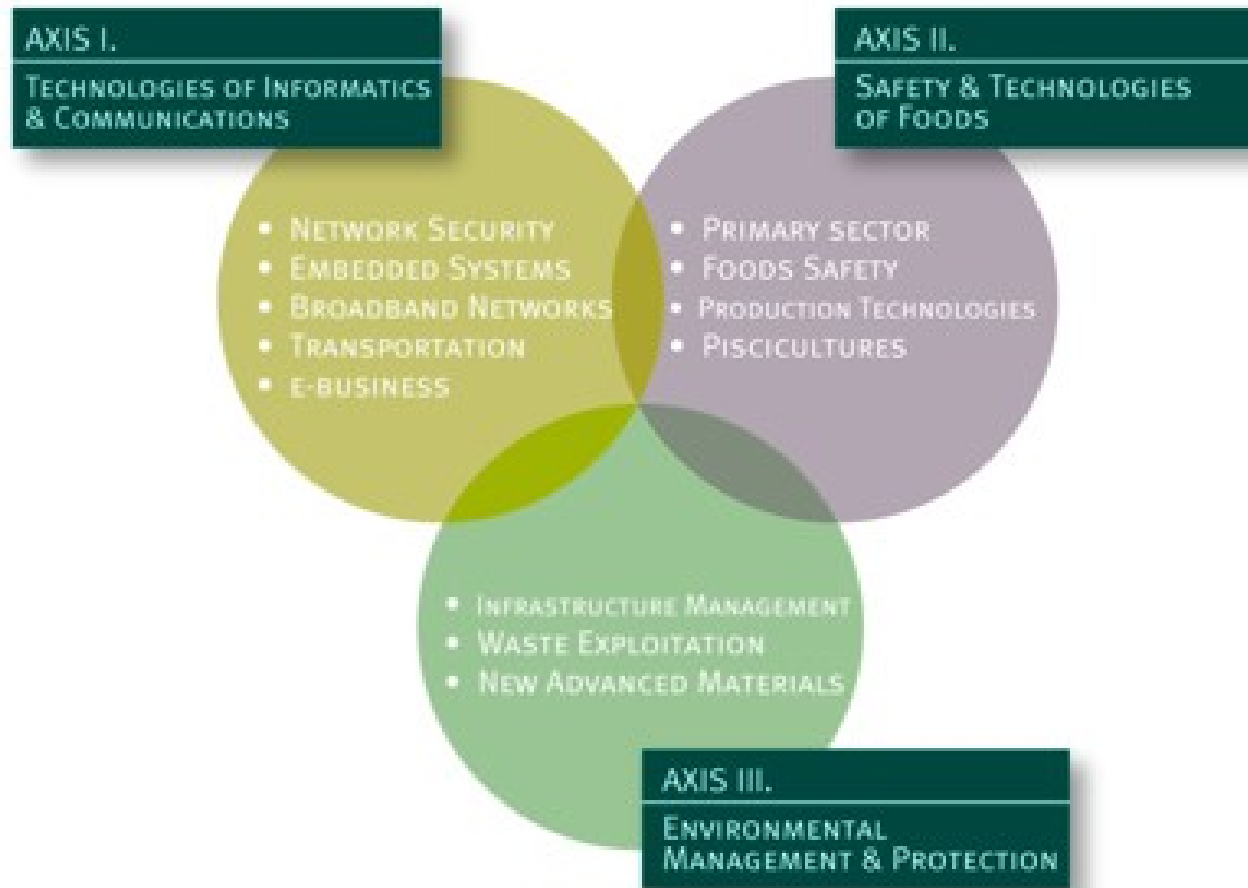 AXIS I.
TECHNOLOGIES OF INFORMATICS
& COMMUNICATIONS
• NETWORK SECURITY
• EMBEDDED SYSTEMS
• BROADBAND NETWORKS
• TRANSPORTATION
• E-BUSINESS
AXIS II.
SAFETY & TECHNOLOGIES
OF FOODS
• PRIMARY SECTOR
• FOODS SAFETY
• PRODUCTION TECHNOLOGIES
• PISCICULTURES
• INFRASTRUCTURE MANAGEMENT
• WASTE EXPLOITATION
• NEW ADVANCED MATERIALS
AXIS III.
ENVIRONMENTAL
MANAGEMENT & PROTECTION